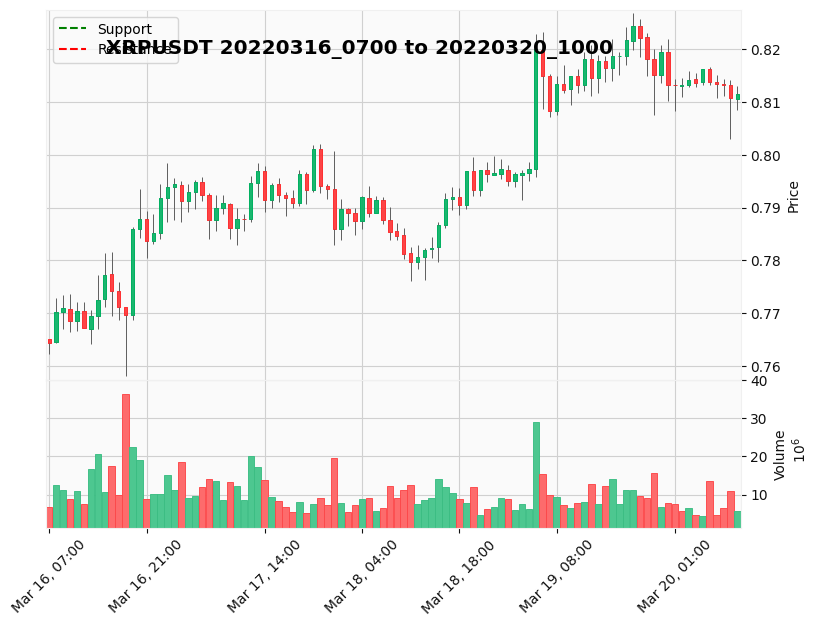 XRPUSDT 20220316_0700 to 20220320_1000
Support
Resistance
0.82
0.81
0.80
0.79
0.78
0.77
0.76
Price
40
30
20
10
Volume
10^6
Mar 16, 07:00
Mar 16, 21:00
Mar 17, 14:00
Mar 18, 04:00
Mar 18, 18:00
Mar 19, 08:00
Mar 20, 01:00